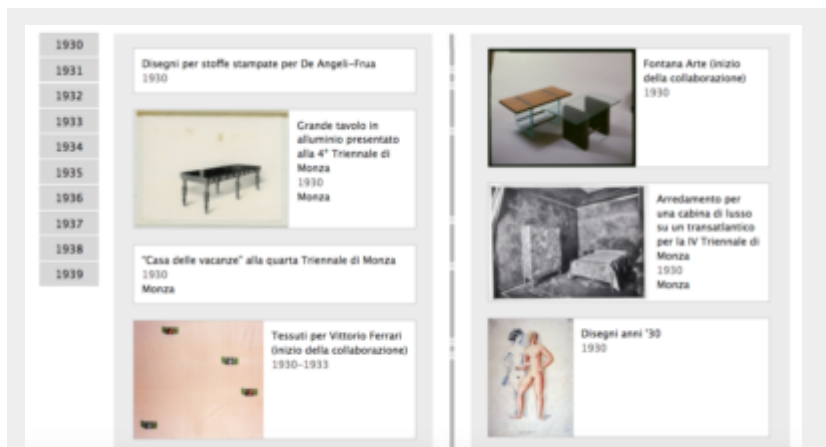 1930
1931
1932
1933
1934
1935
1936
1937
1938
1939
Disegni per stoffe stampate per De Angeli-Frua
1930
Grande tavolo in
alluminio presentato
alla 4° Triennale di
Monza
1930
Monza
"Casa delle vacanze" alla quarta Triennale di Monza
1930
Monza
Tessuti per Vittorio Ferrari
(inizio della collaborazione)
1930-1933
Fontana Arte (inizio
della collaborazione)
1930
Arredamento per
una cabina di lusso
su un transatlantico
per la IV Triennale di
Monza
1930
Monza
Disegni anni '30
1930